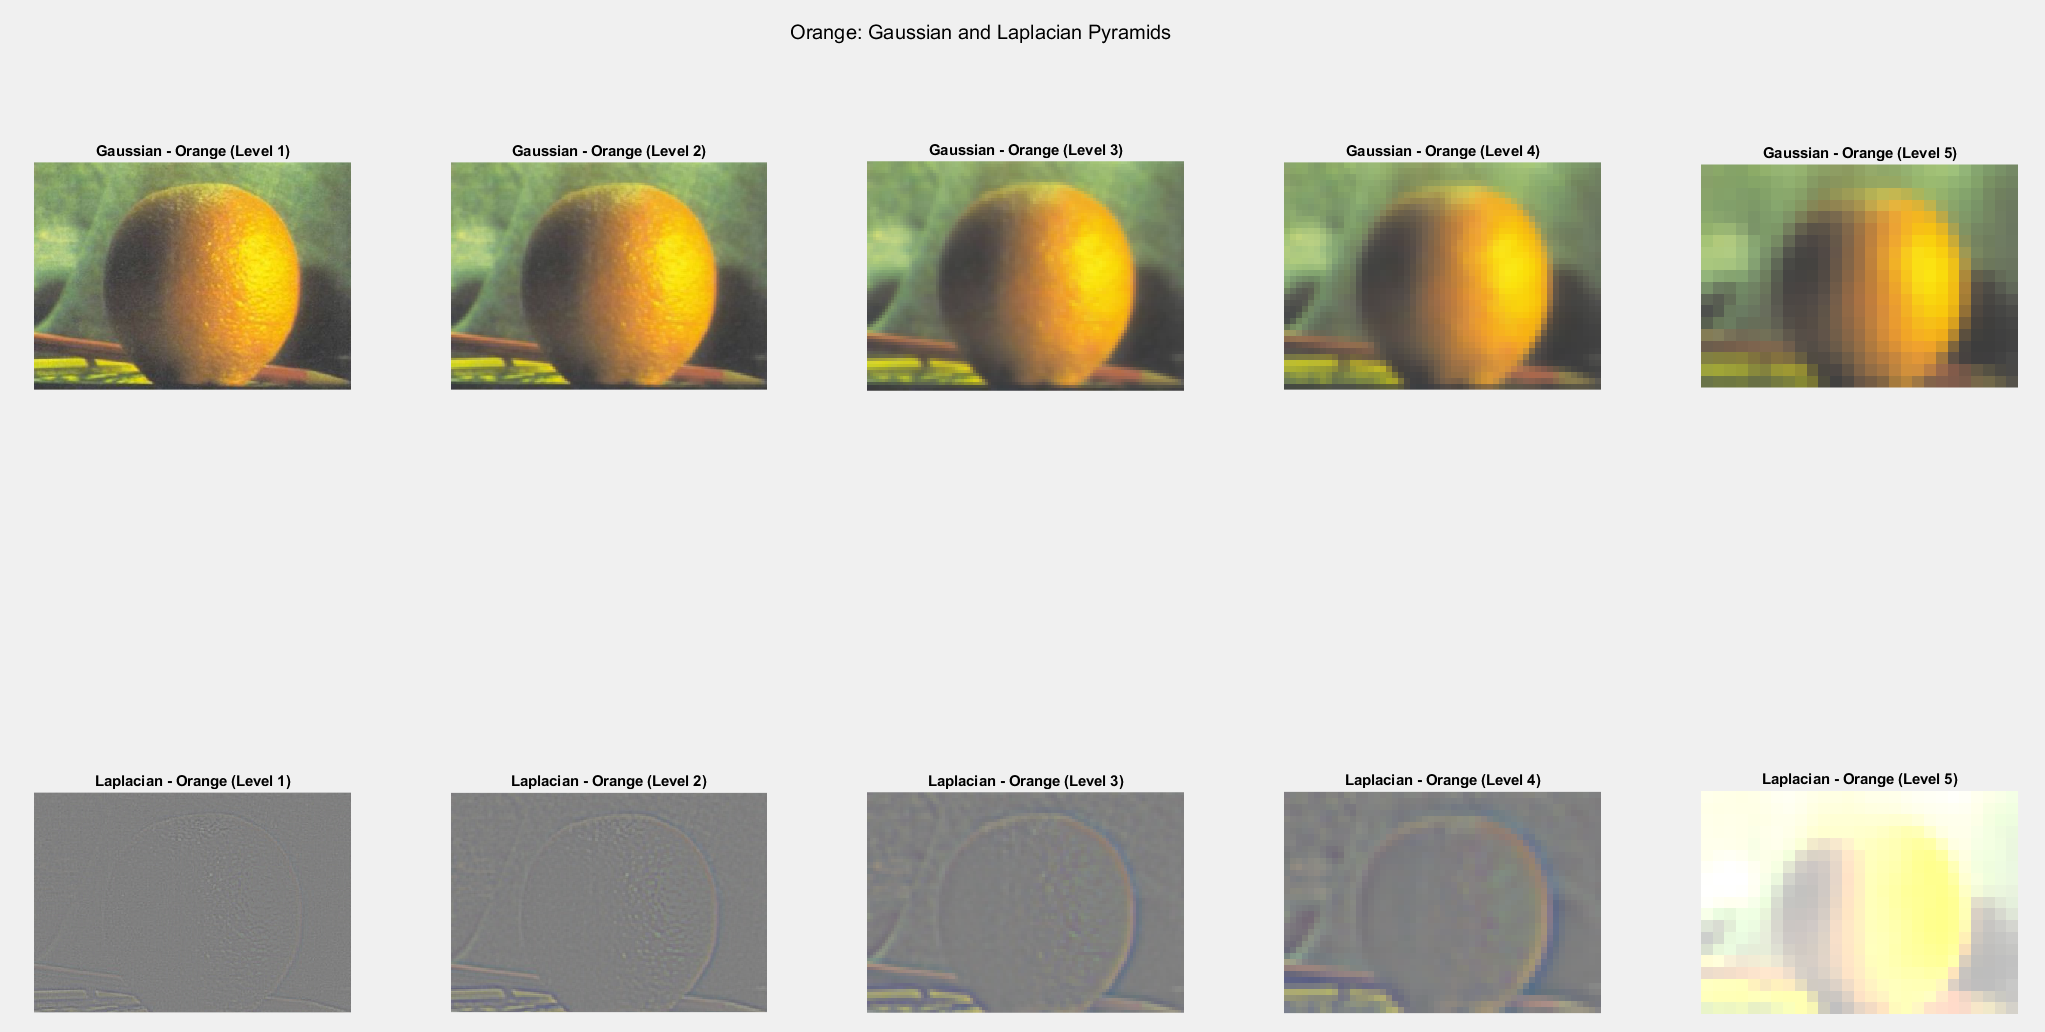 Orange: Gaussian and Laplacian Pyramids
Gaussian - Orange (Level 1)
Gaussian - Orange (Level 2)
Gaussian - Orange (Level 3)
Gaussian - Orange (Level 4)
Gaussian - Orange (Level 5)
Laplacian - Orange (Level 1)
Laplacian - Orange (Level 2)
Laplacian - Orange (Level 3)
Laplacian - Orange (Level 4)
Laplacian - Orange (Level 5)